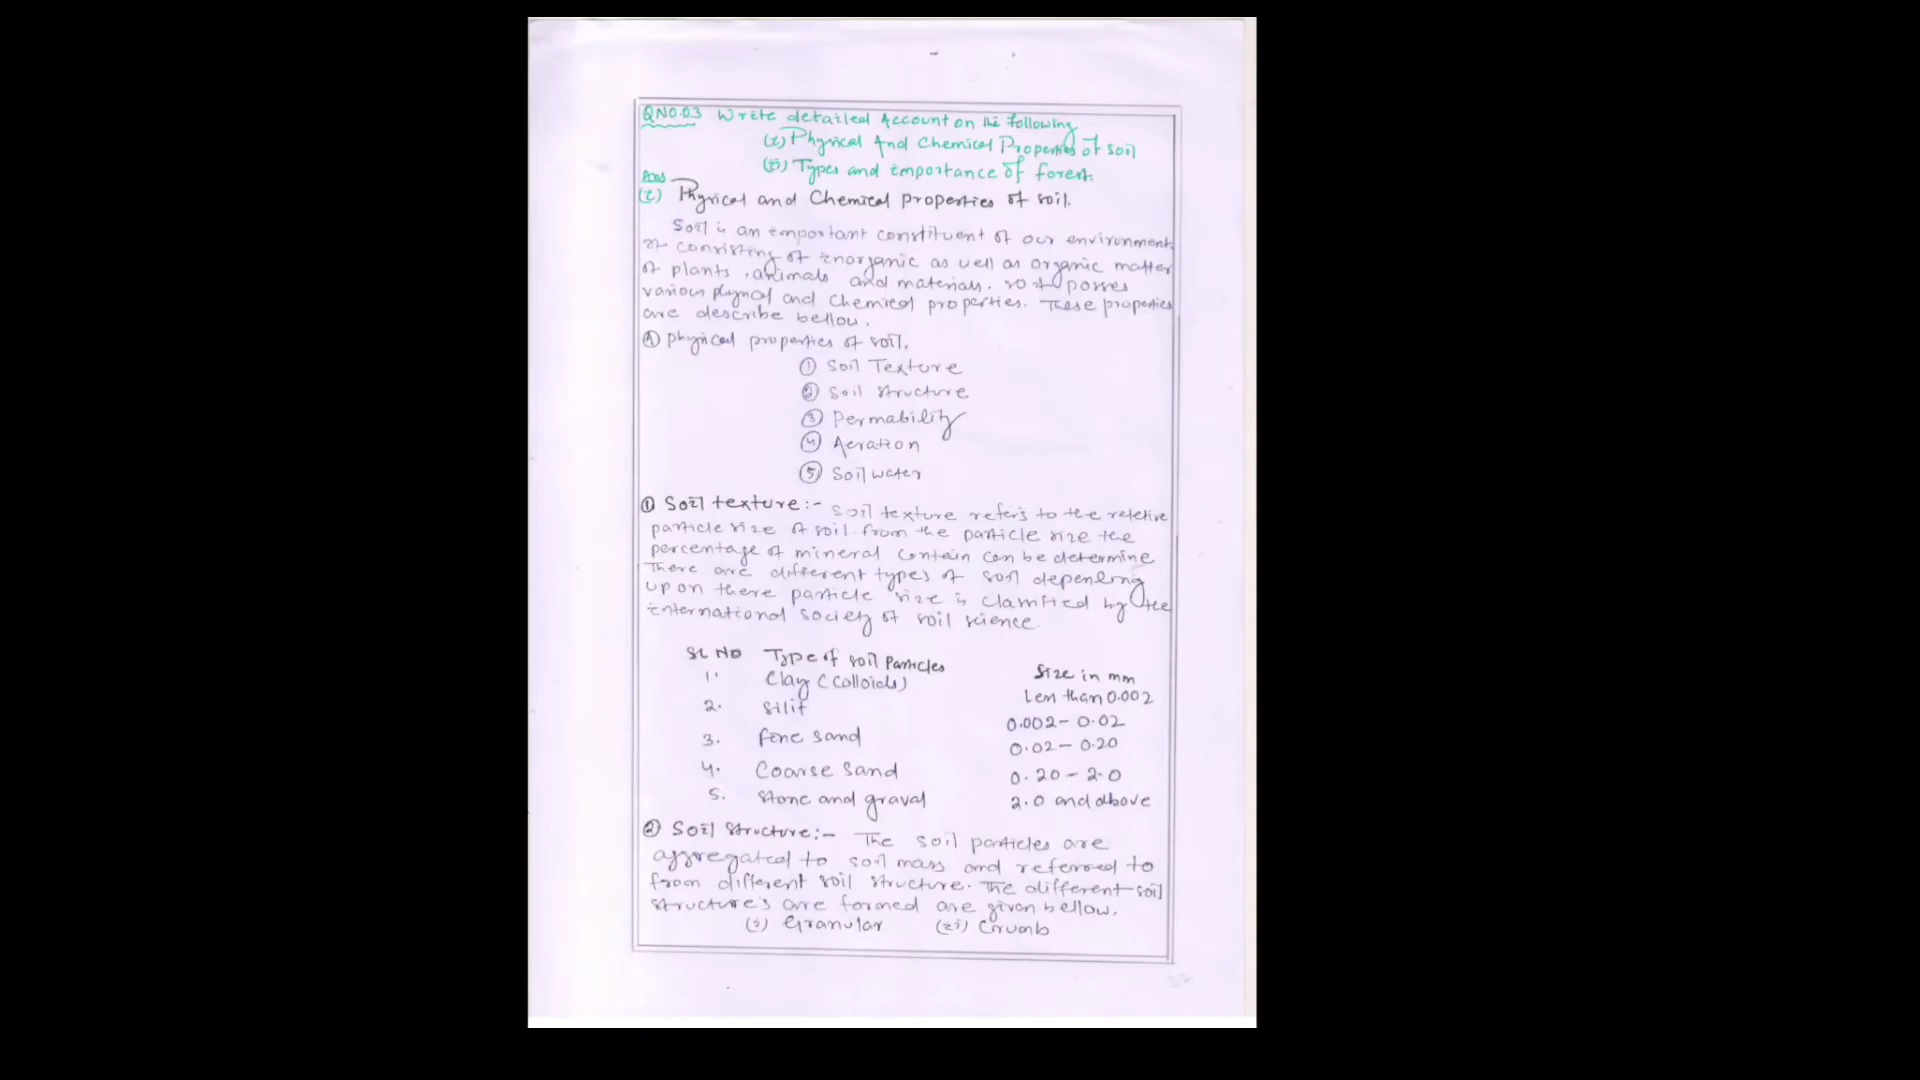 QNO.03 Write detailed Account on the following
(i) Physical And Chemical Properties of soil
(ii) Types and importance of forest.
Ans
(i) Physical and Chemical properties of soil.
Soil is an important constituent of our environment.
It consisting of inorganic as well as organic matter
of plants, animals and materials. so it posses
various physical and chemical properties. These properties
are describe bellow.
(A) physical properties of soil.
(1) Soil Texture
(2) Soil structure
(3) Permability
(4) Aeration
(5) Soil water
(1) Soil texture:- Soil texture refers to the reletive
particle size of soil. from the particle size the
percentage of mineral contain can be determine
There are different types of soil depending
upon there particle size is classified by the
international society of soil science.
SL NO Type of soil Particles Size in mm
1. Clay (Colloids) less than 0.002
2. Silit 0.002-0.02
3. fine sand 0.02-0.20
4. Coarse sand 0.20-2.0
5. stone and graval 2.0 and above
(2) Soil structure:- The soil particles are
aggregated to soil mass and referred to
from different soil structure. The different soil
structure's are formed are given bellow.
(i) Granular (ii) Crumb